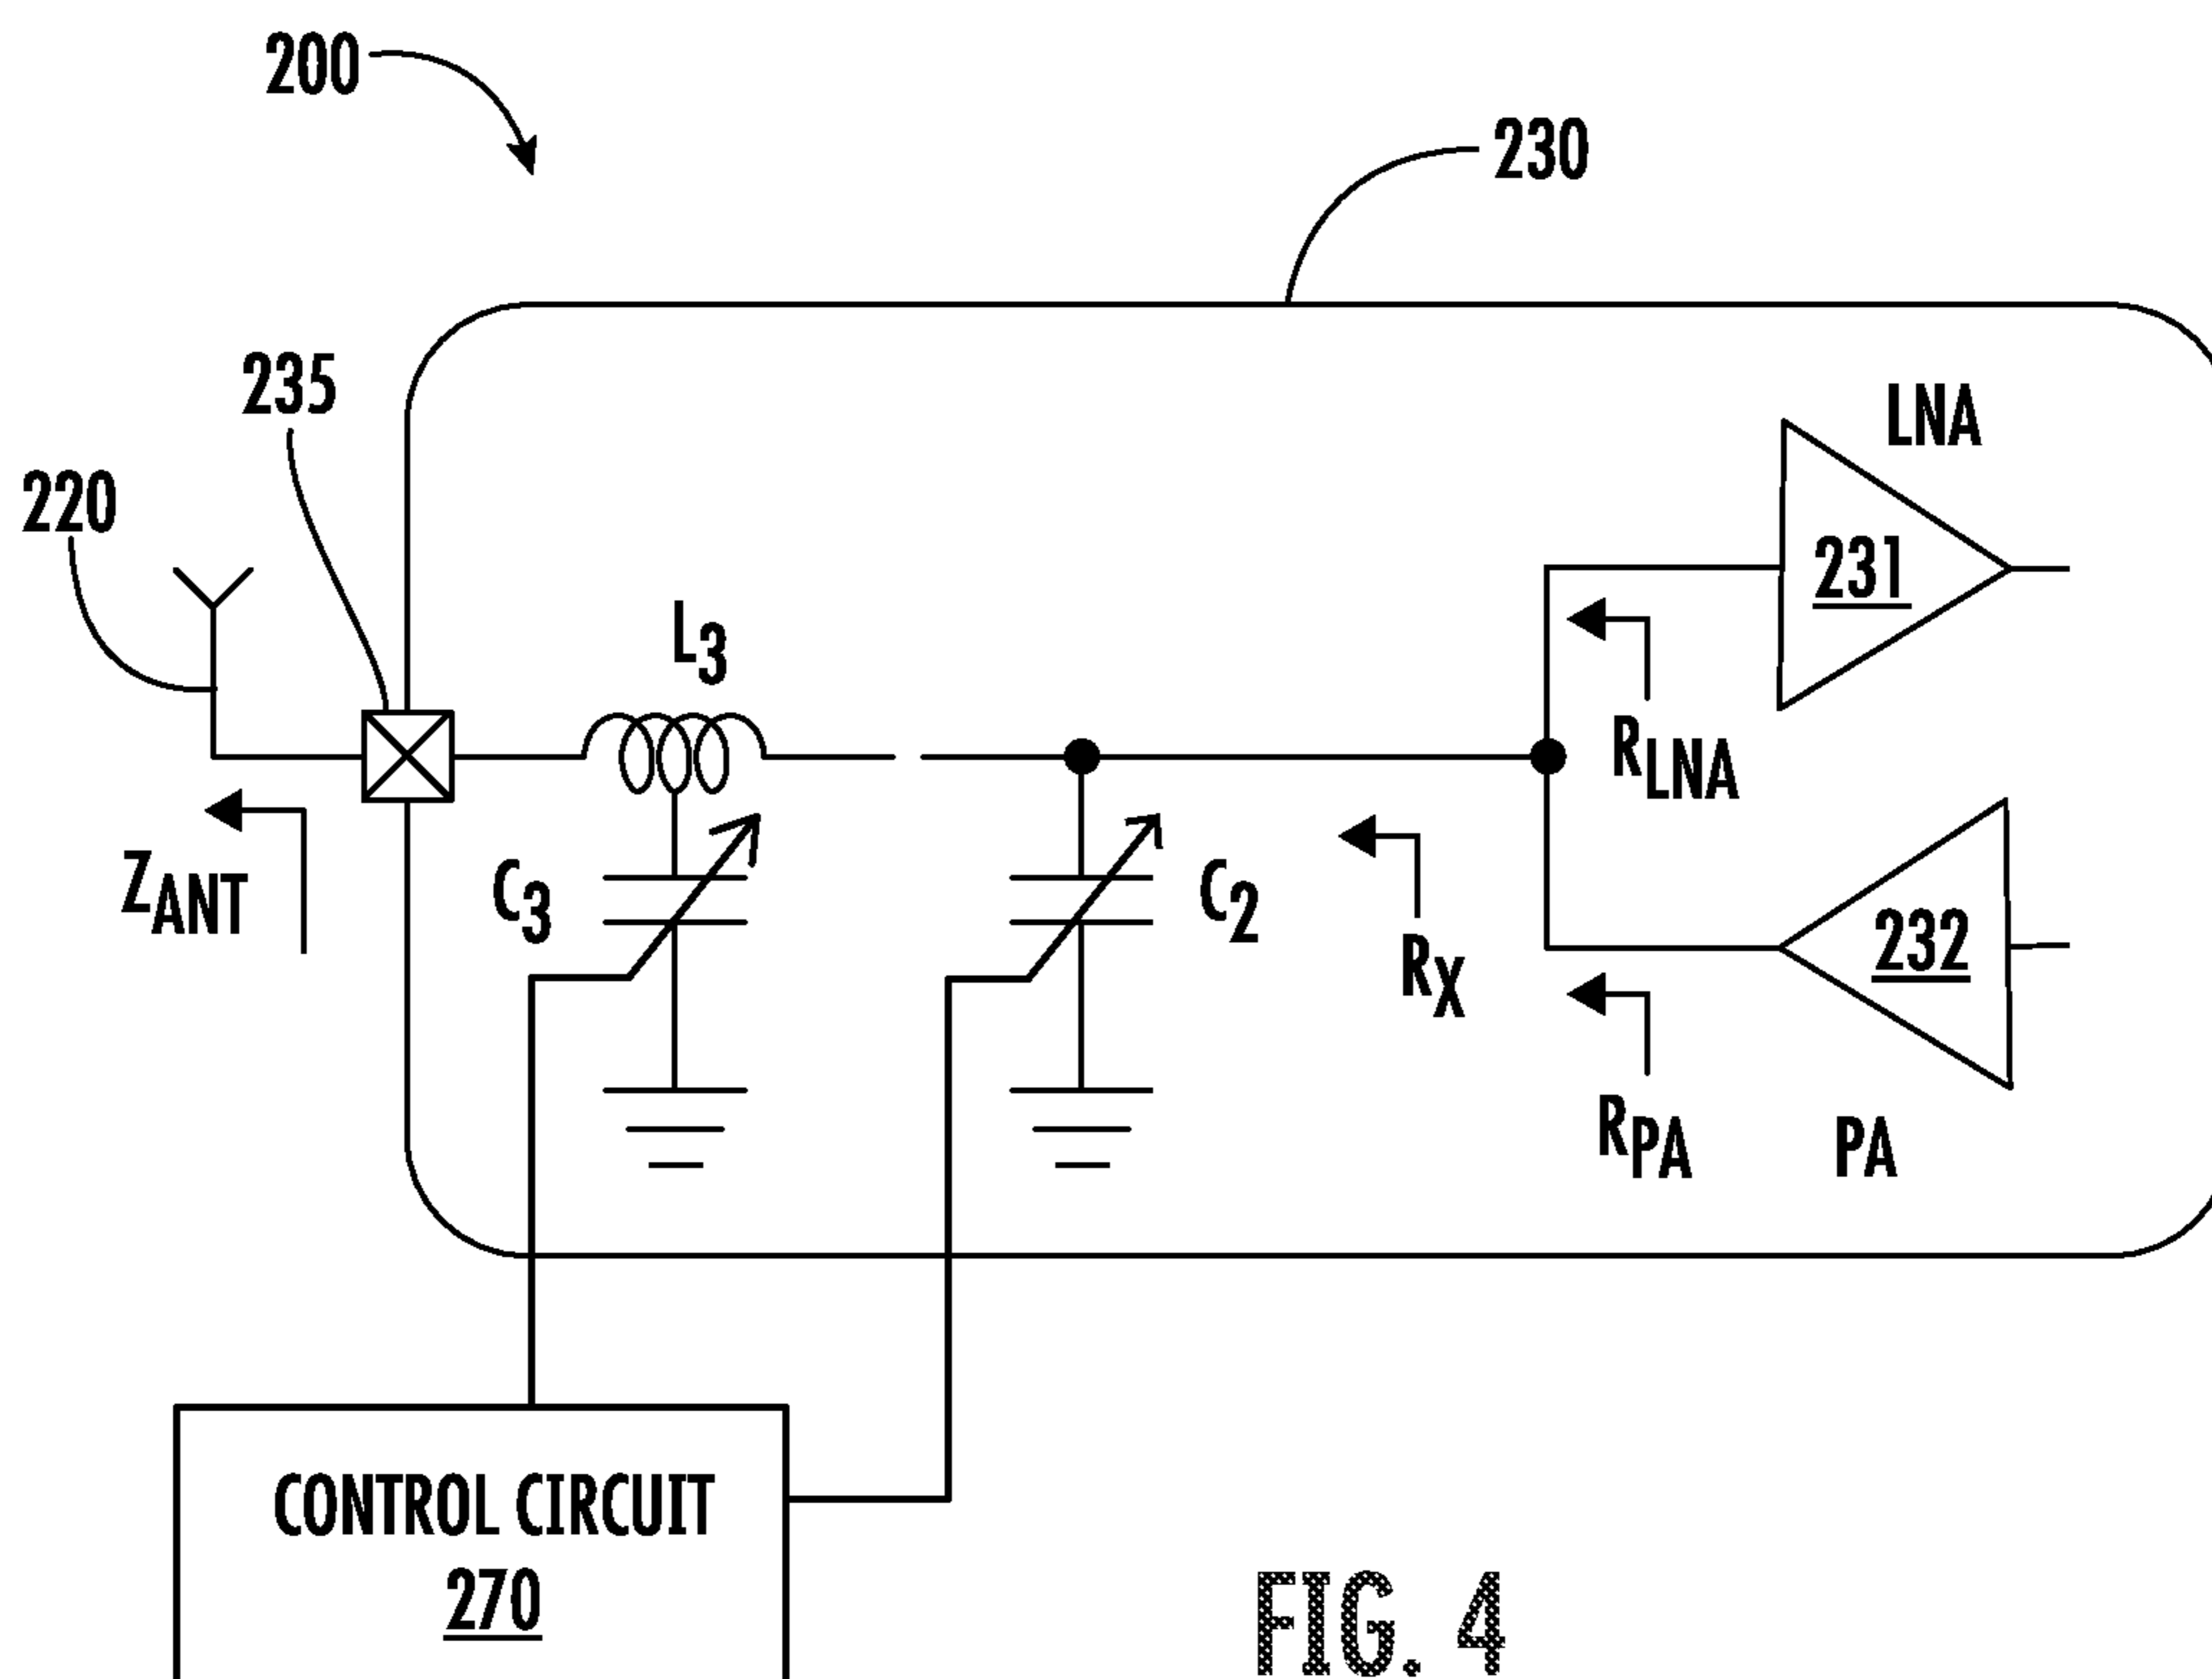 200
230
235
LNA
220
231
L3
RLNA
ZANT
C3
C2
RX
232
RPA
PA
CONTROL CIRCUIT
270
FIG. 4